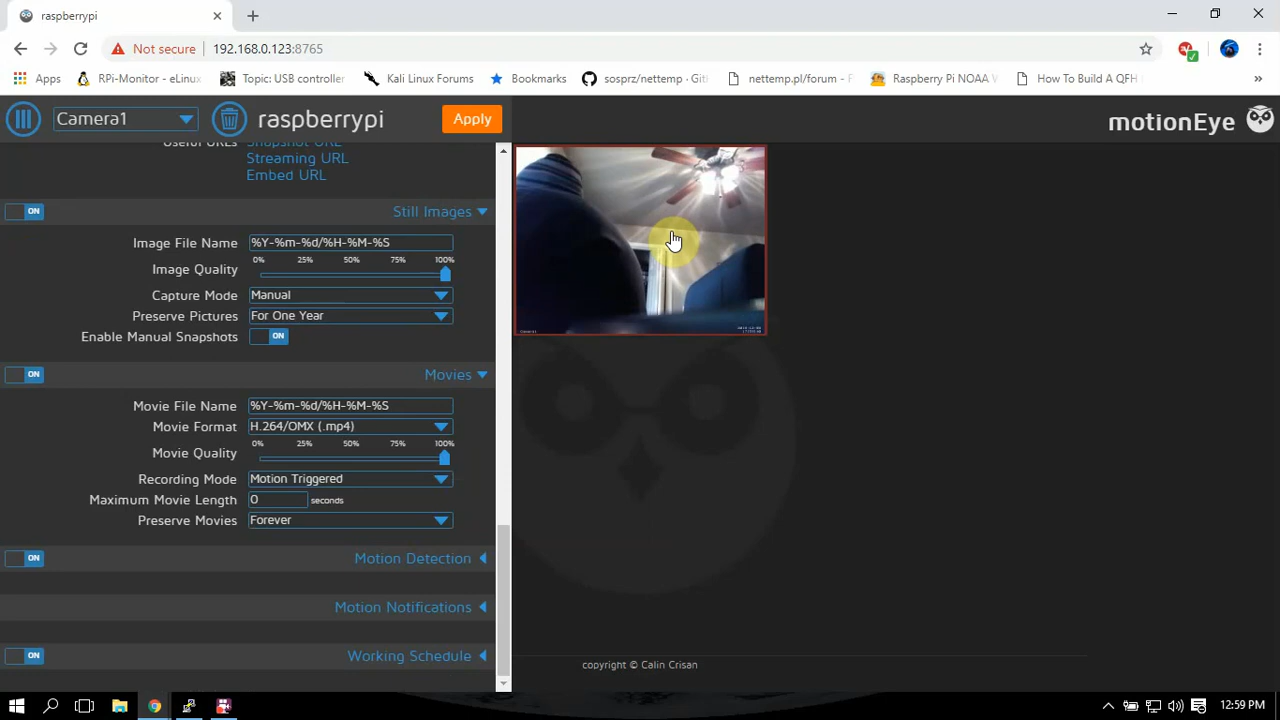 raspberrypi
Not secure 192.168.0.123:8765
Apps RPi-Monitor - eLinux Topic: USB controller Kali Linux Forums Bookmarks sosprz/nettemp · Git nettemp.pl/forum - F Raspberry Pi NOAA How To Build A QFH »
Camera1 raspberrypi Apply motionEye
Useful URLs Snapshot URL
Streaming URL
Embed URL
ON Still Images
Image File Name %Y-%m-%d/%H-%M-%S
0% 25% 50% 75% 100%
Image Quality
Capture Mode Manual
Preserve Pictures For One Year
Enable Manual Snapshots ON
ON Movies
Movie File Name %Y-%m-%d/%H-%M-%S
Movie Format H.264/OMX (.mp4)
0% 25% 50% 75% 100%
Movie Quality
Recording Mode Motion Triggered
Maximum Movie Length 0 seconds
Preserve Movies Forever
ON Motion Detection
Motion Notifications
ON Working Schedule
copyright © Calin Crisan
12:59 PM